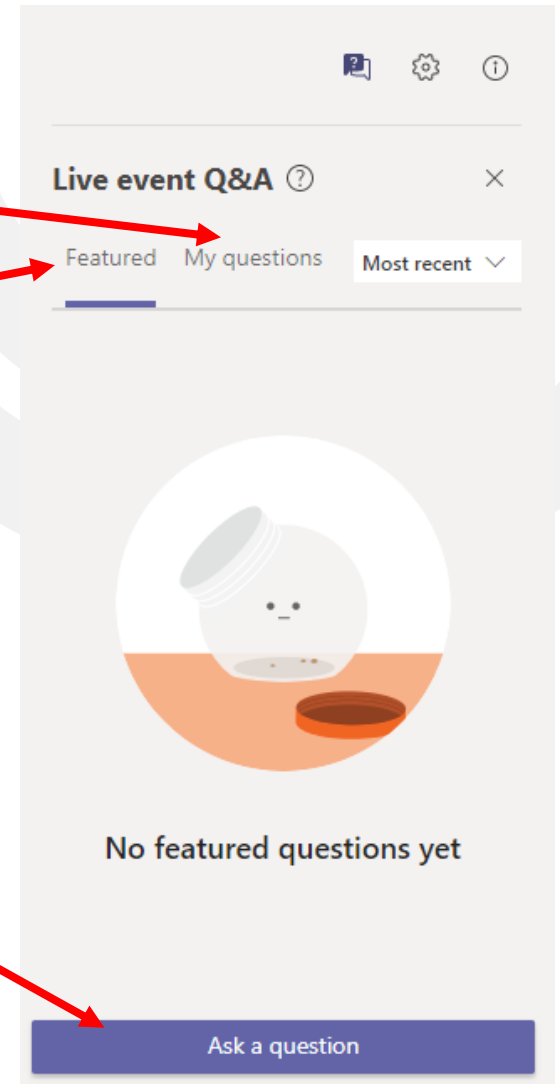 Live event Q&A
Featured My questions Most recent
No featured questions yet
Ask a question